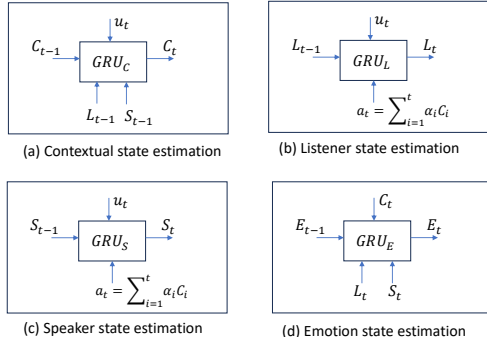 u_t
C_{t-1} GRU_C C_t
L_{t-1} S_{t-1}
(a) Contextual state estimation
u_t
L_{t-1} GRU_L L_t
a_t = \sum_{i=1}^{t} α_i C_i
(b) Listener state estimation
u_t
S_{t-1} GRU_S S_t
a_t = \sum_{i=1}^{t} α_i C_i
(c) Speaker state estimation
C_t
E_{t-1} GRU_E E_t
L_t S_t
(d) Emotion state estimation